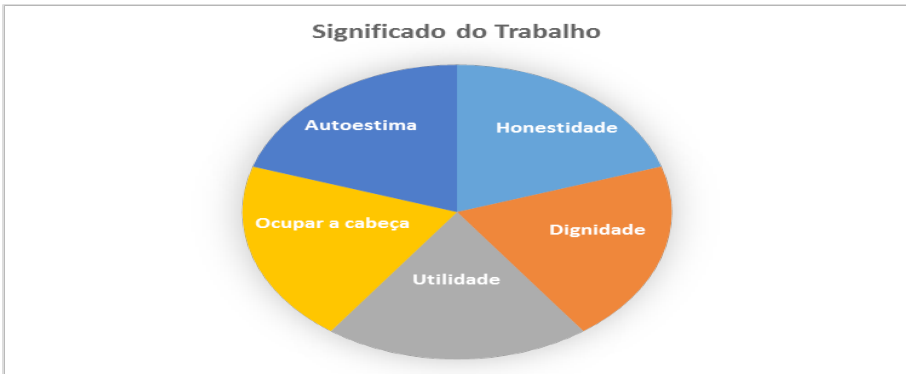 Significado do Trabalho
Autoestima
Honestidade
Ocupar a cabeça
Dignidade
Utilidade